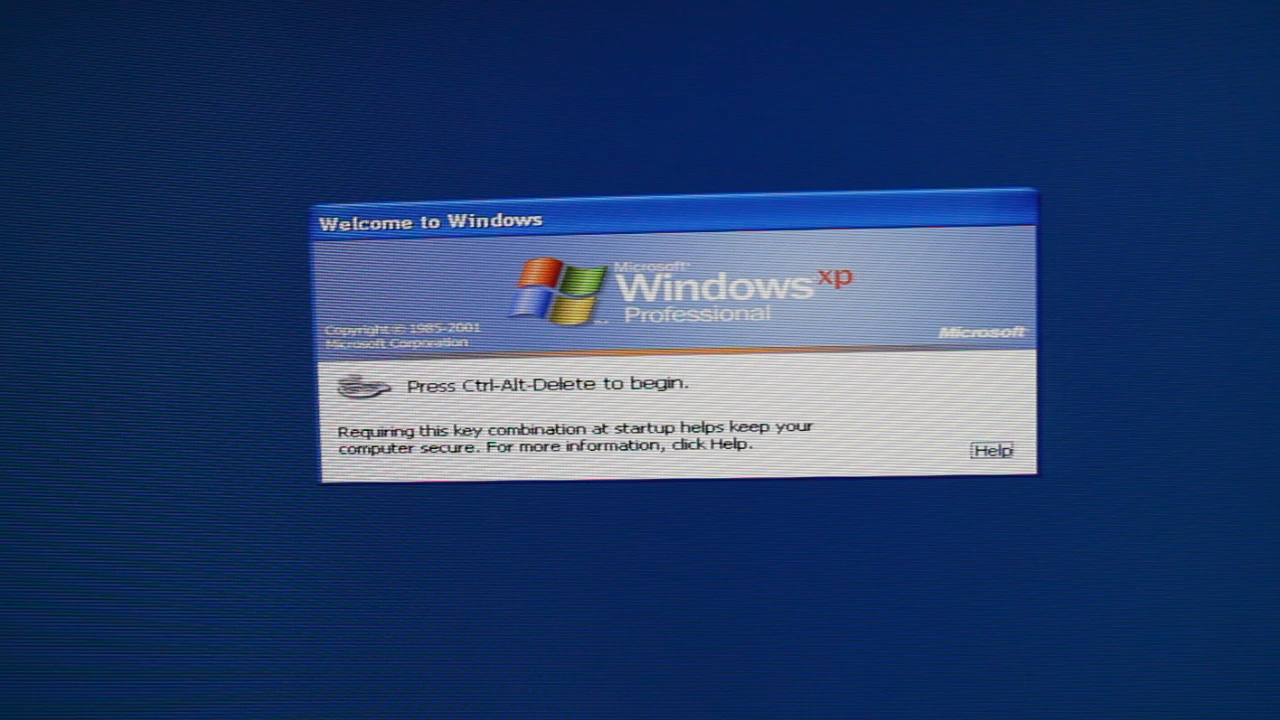 Welcome to Windows
Microsoft®
Windows xp
Professional
Copyright © 1985-2001
Microsoft Corporation
Microsoft
Press Ctrl-Alt-Delete to begin.
Requiring this key combination at startup helps keep your
computer secure. For more information, click Help.
Help